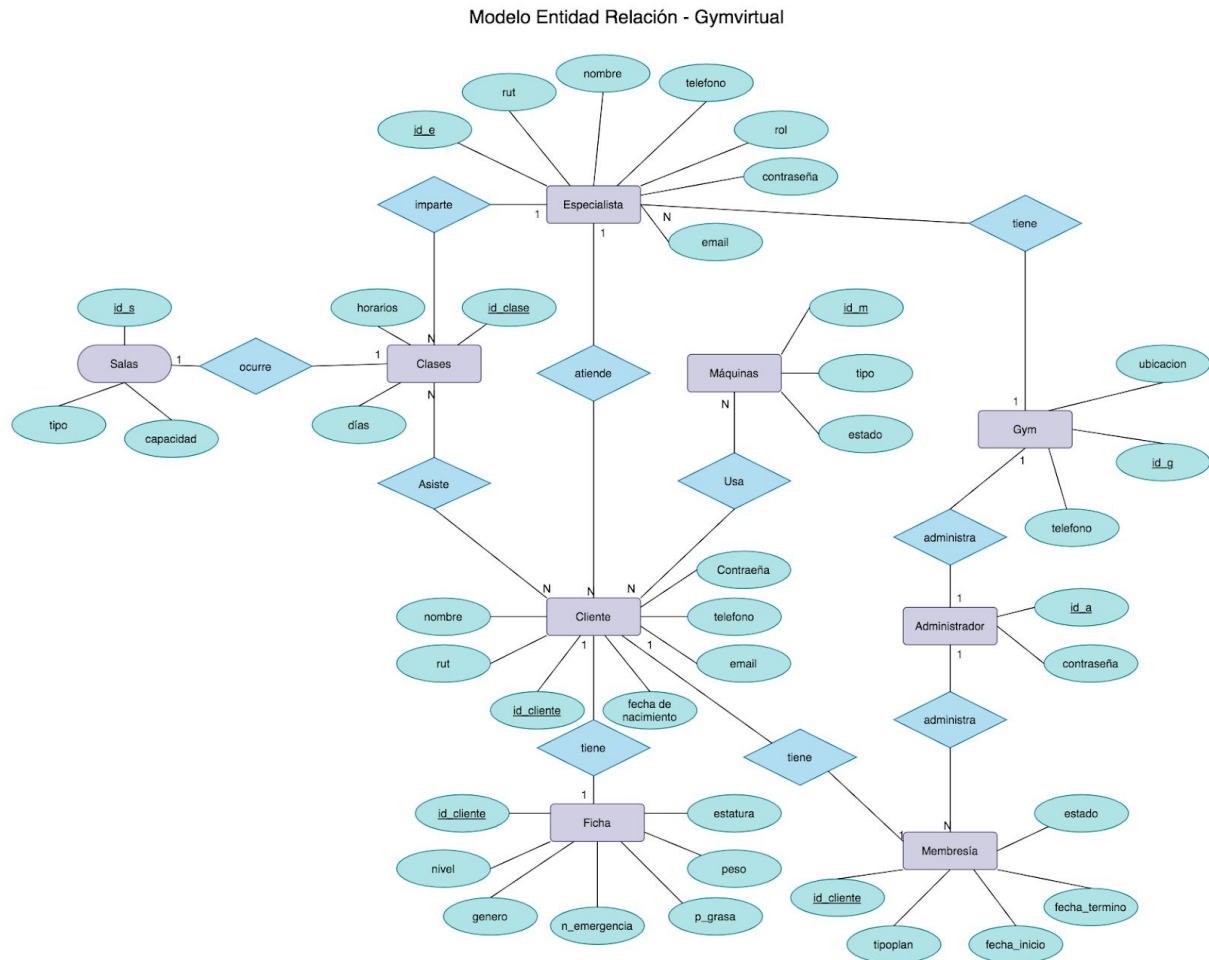 Modelo Entidad Relación - Gymvirtual
nombre
telefono
rut
id_e
rol
contraseña
imparte
1
Especialista
1
N
tiene
email
id_s
horarios
id_clase
N
id_m
Salas
1
ocurre
1
Clases
N
atiende
Máquinas
N
tipo
ubicacion
tipo
capacidad
días
estado
1
Gym
1
id_g
Asiste
Usa
telefono
administra
Contraeña
N
N
N
1
nombre
Cliente
telefono
Administrador
id_a
1
1
1
rut
email
contraseña
id_cliente
fecha de
nacimiento
administra
tiene
tiene
1
id_cliente
Ficha
estatura
estado
N
1
Membresía
nivel
peso
id_cliente
fecha_termino
genero
n_emergencia
p_grasa
tipoplan
fecha_inicio